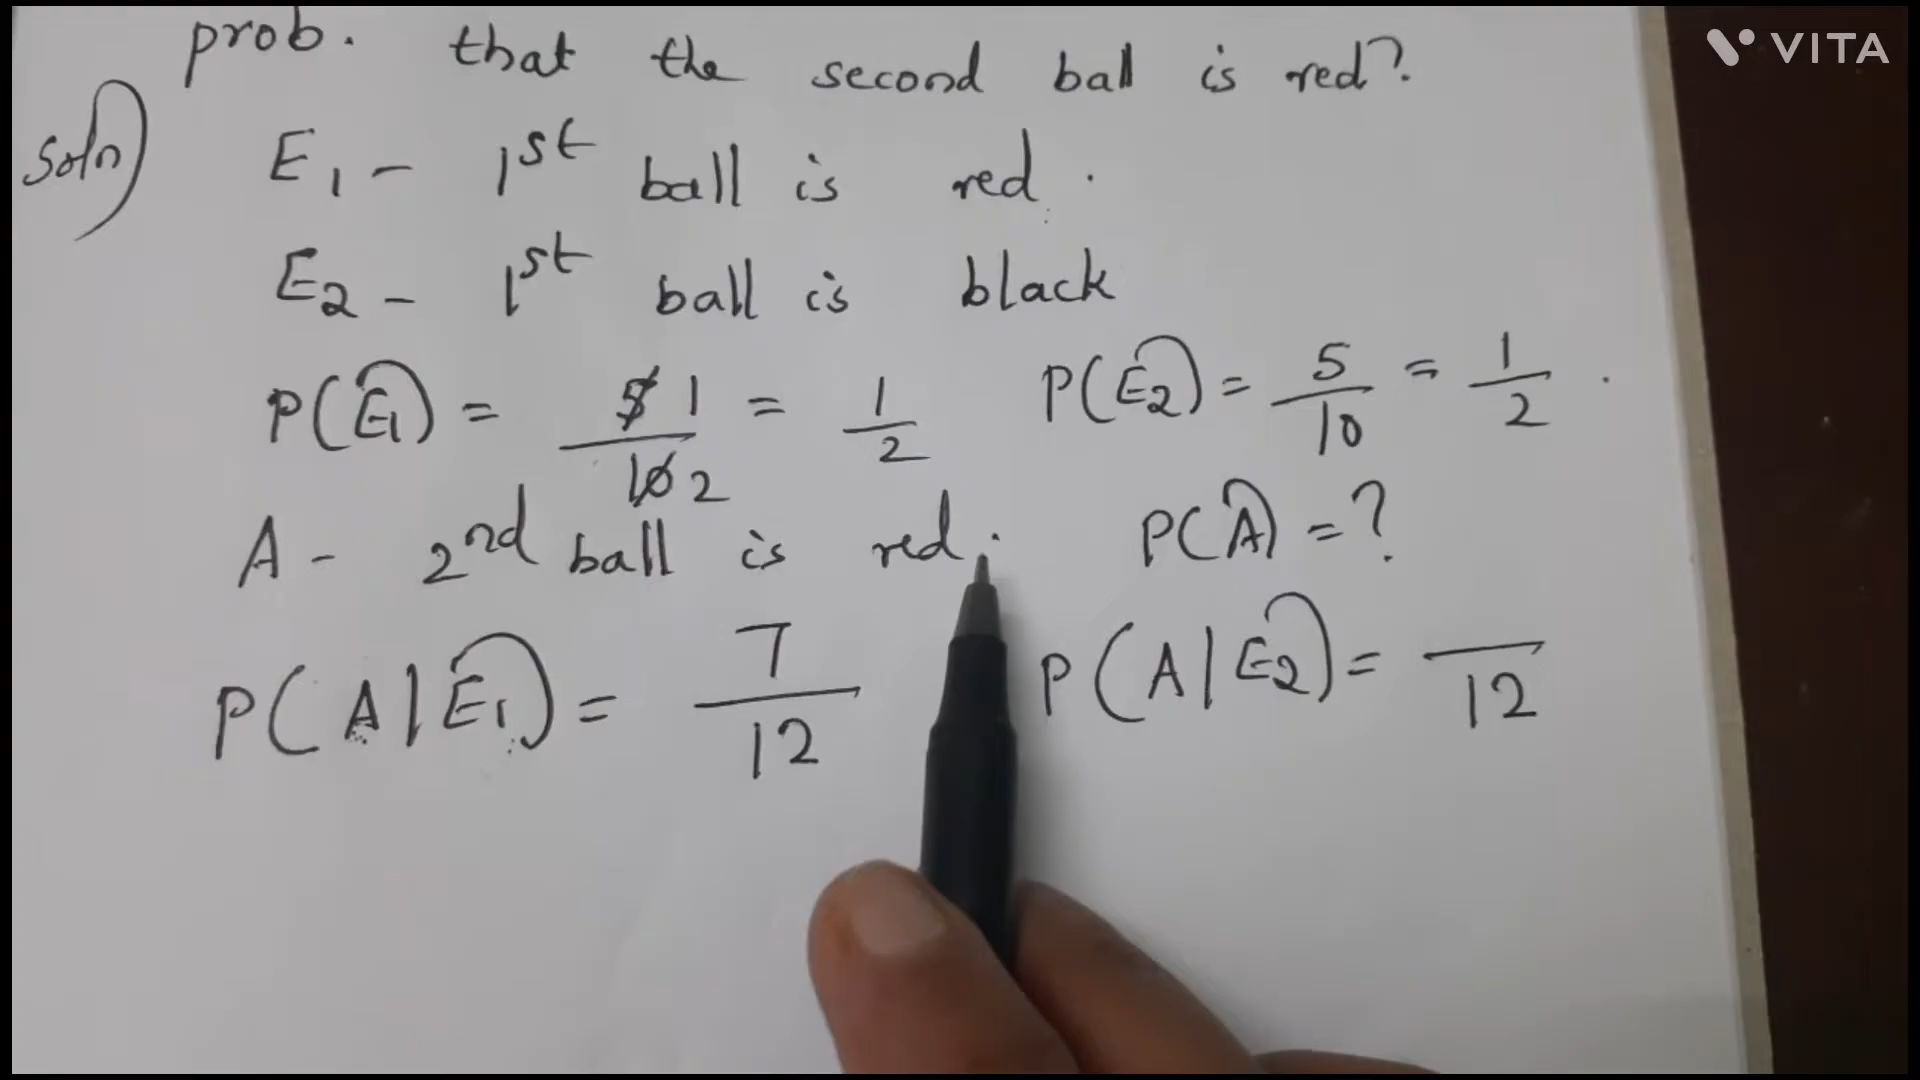 VITA
prob. that the second ball is red?
Soln) E1 - 1st ball is red.
E2 - 1st ball is black
P(E1) = 5 1 / 10 2 = 1/2 P(E2) = 5/10 = 1/2.
A - 2nd ball is red. P(A) = ?
P(A|E1) = 7/12 P(A|E2) = /12